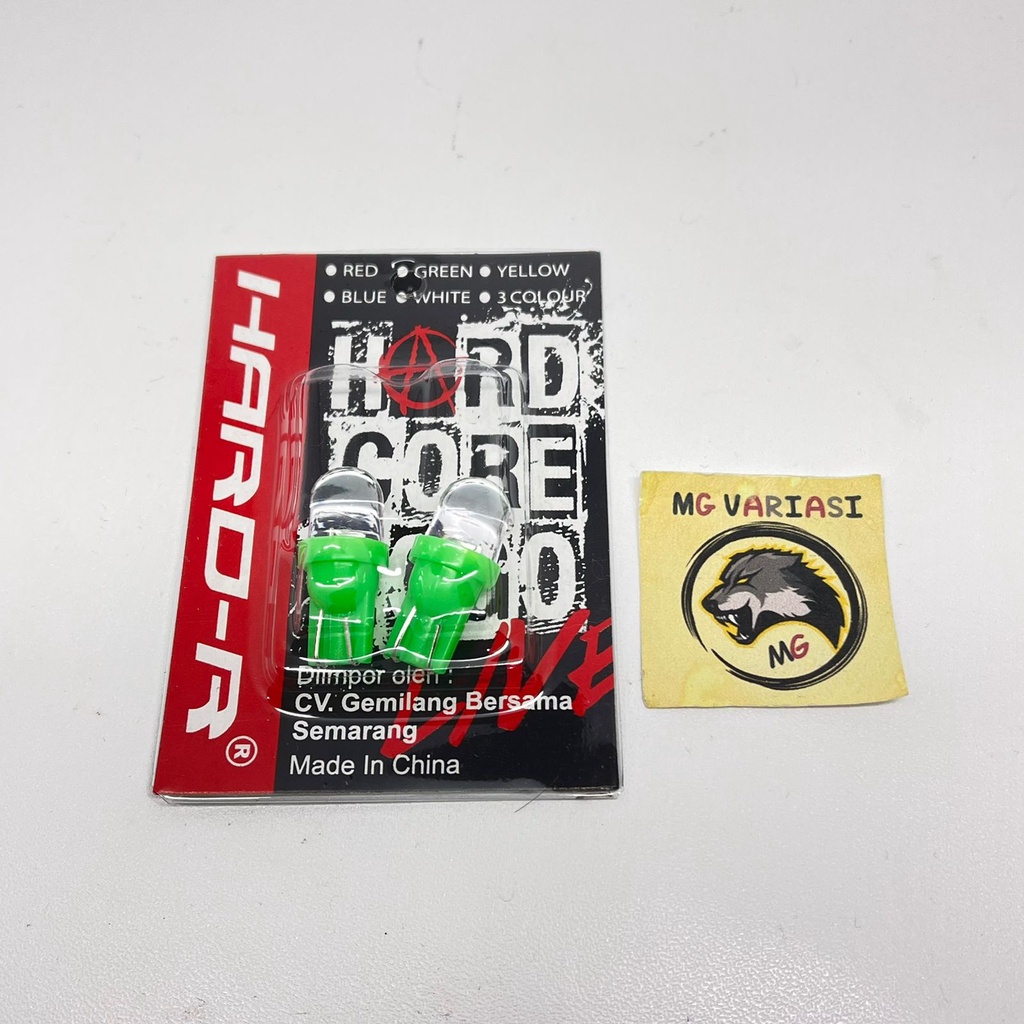 HARD-R®
● RED ● GREEN ● YELLOW
● BLUE ● WHITE ● 3 COLOUR
HARD
CORE
LIVE
Diimpor oleh :
CV. Gemilang Bersama
Semarang
Made In China
MG VARIASI
MG